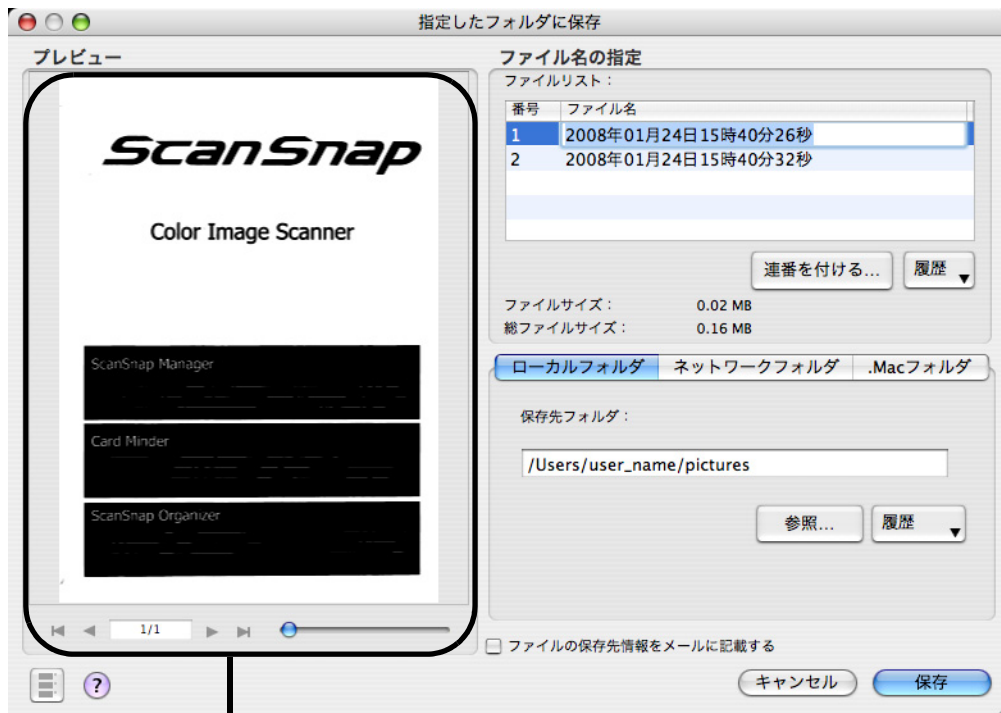 指定したフォルダに保存
プレビュー
ScanSnap
Color Image Scanner
ScanSnap Manager
Card Minder
ScanSnap Organizer
1/1
?
ファイル名の指定
ファイルリスト：
番号 ファイル名
1 2008年01月24日15時40分26秒
2 2008年01月24日15時40分32秒
連番を付ける... 履歴
ファイルサイズ： 0.02 MB
総ファイルサイズ： 0.16 MB
ローカルフォルダ ネットワークフォルダ .Macフォルダ
保存先フォルダ：
/Users/user_name/pictures
参照... 履歴
ファイルの保存先情報をメールに記載する
キャンセル 保存